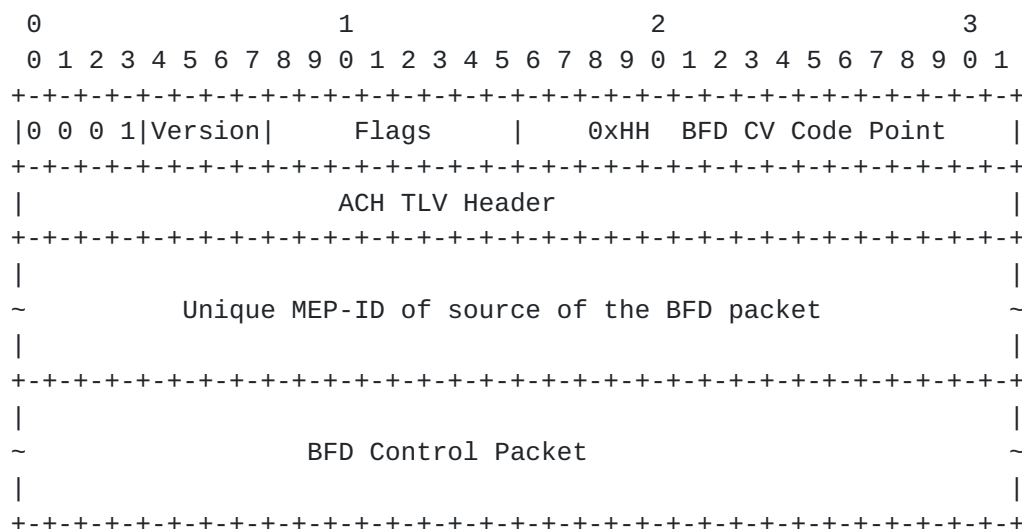 0                   1                   2                   3
 0 1 2 3 4 5 6 7 8 9 0 1 2 3 4 5 6 7 8 9 0 1 2 3 4 5 6 7 8 9 0 1
+-+-+-+-+-+-+-+-+-+-+-+-+-+-+-+-+-+-+-+-+-+-+-+-+-+-+-+-+-+-+-+-+
|0 0 0 1|Version|     Flags     |    0xHH  BFD CV Code Point    |
+-+-+-+-+-+-+-+-+-+-+-+-+-+-+-+-+-+-+-+-+-+-+-+-+-+-+-+-+-+-+-+-+
|                    ACH TLV Header                             |
+-+-+-+-+-+-+-+-+-+-+-+-+-+-+-+-+-+-+-+-+-+-+-+-+-+-+-+-+-+-+-+-+
|                                                               |
~          Unique MEP-ID of source of the BFD packet            ~
|                                                               |
+-+-+-+-+-+-+-+-+-+-+-+-+-+-+-+-+-+-+-+-+-+-+-+-+-+-+-+-+-+-+-+-+
|                                                               |
~                  BFD Control Packet                           ~
|                                                               |
+-+-+-+-+-+-+-+-+-+-+-+-+-+-+-+-+-+-+-+-+-+-+-+-+-+-+-+-+-+-+-+-+